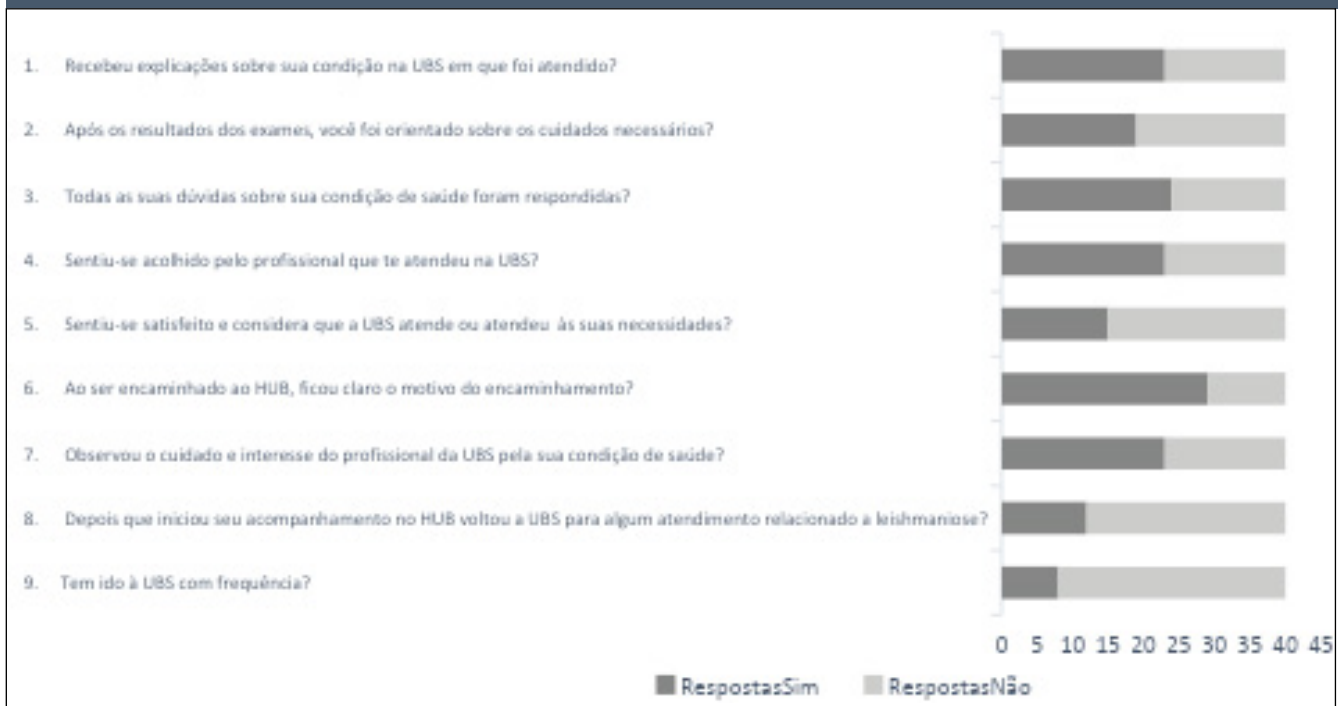 1. Recebeu explicações sobre sua condição na UBS em que foi atendido?
2. Após os resultados dos exames, você foi orientado sobre os cuidados necessários?
3. Todas as suas dúvidas sobre sua condição de saúde foram respondidas?
4. Sentiu-se acolhido pelo profissional que te atendeu na UBS?
5. Sentiu-se satisfeito e considera que a UBS atende ou atendeu às suas necessidades?
6. Ao ser encaminhado ao HUB, ficou claro o motivo do encaminhamento?
7. Observou o cuidado e interesse do profissional da UBS pela sua condição de saúde?
8. Depois que iniciou seu acompanhamento no HUB voltou a UBS para algum atendimento relacionado a leishmaniose?
9. Tem ido à UBS com frequência?
0 5 10 15 20 25 30 35 40 45
RespostasSim RespostasNão